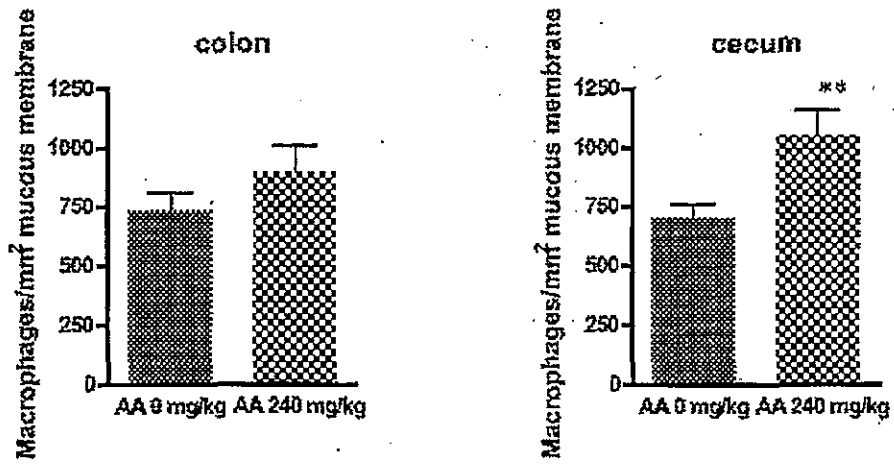 colon
Macrophages/mm² mucous membrane
1250
1000
750
500
250
0
AA 0 mg/kg AA 240 mg/kg
cecum
**
Macrophages/mm² mucous membrane
1250
1000
750
500
250
0
AA 0 mg/kg AA 240 mg/kg